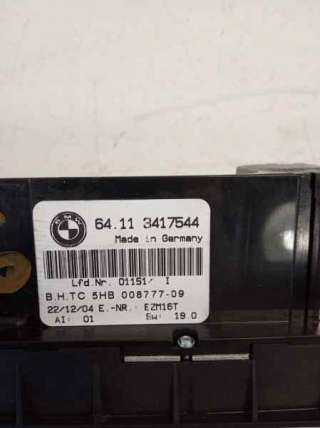 BMW
64.11 3417544
Made in Germany
Lfd.Nr. 01151/ I
B.H.TC 5HB 008777-09
22/12/04 E.-NR.: EZM16T
AI: 01 Sw: 19.0